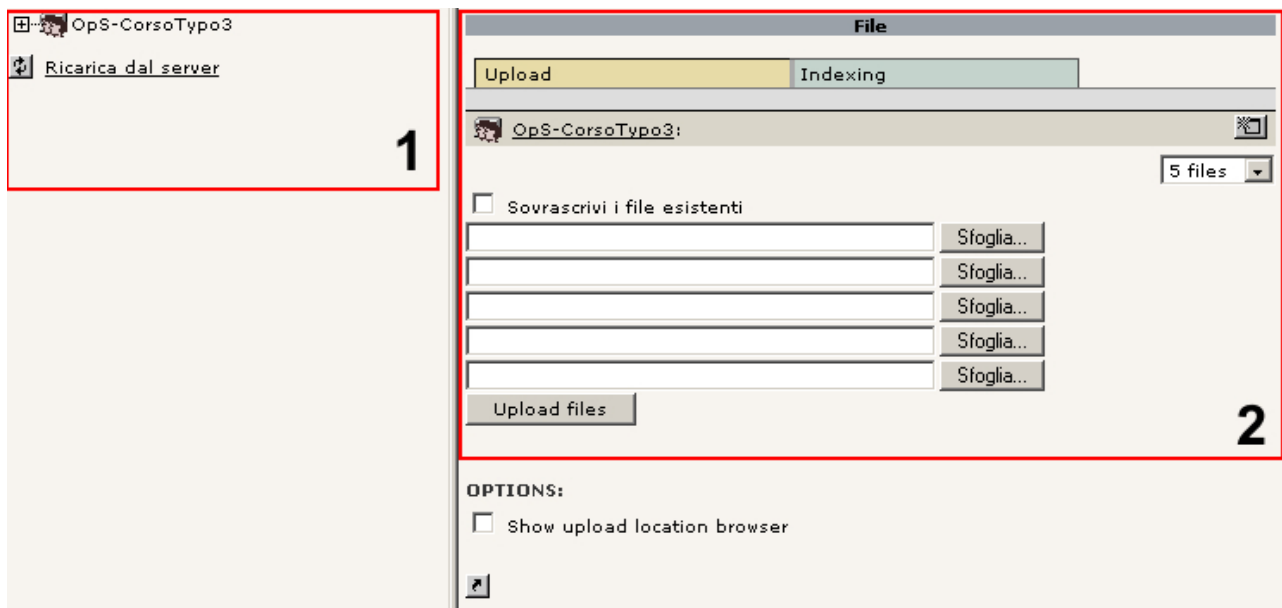 OpS-CorsoTypo3
Ricarica dal server
1
File
Upload
Indexing
OpS-CorsoTypo3:
5 files
Sovrascrivi i file esistenti
Sfoglia...
Sfoglia...
Sfoglia...
Sfoglia...
Sfoglia...
Upload files
2
OPTIONS:
Show upload location browser